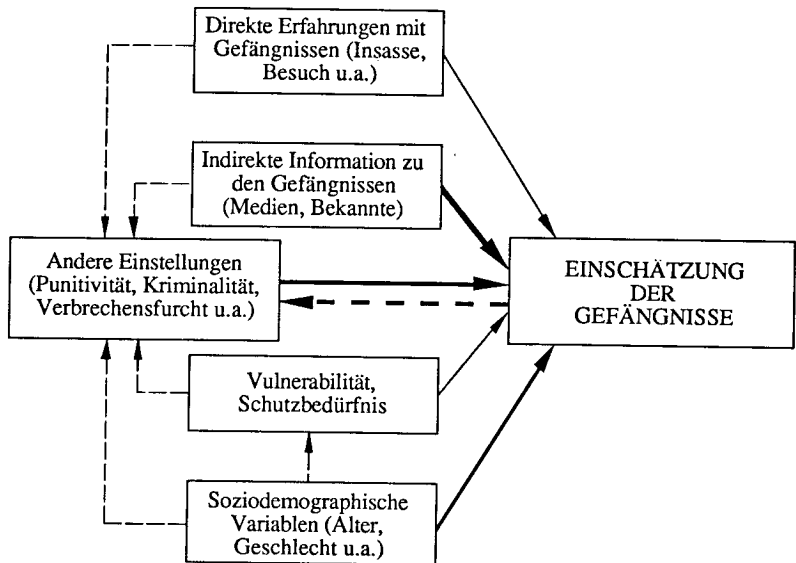 Direkte Erfahrungen mit
Gefängnissen (Insasse,
Besuch u.a.)
Indirekte Information zu
den Gefängnissen
(Medien, Bekannte)
Andere Einstellungen
(Punitivität, Kriminalität,
Verbrechensfurcht u.a.)
EINSCHÄTZUNG
DER
GEFÄNGNISSE
Vulnerabilität,
Schutzbedürfnis
Soziodemographische
Variablen (Alter,
Geschlecht u.a.)